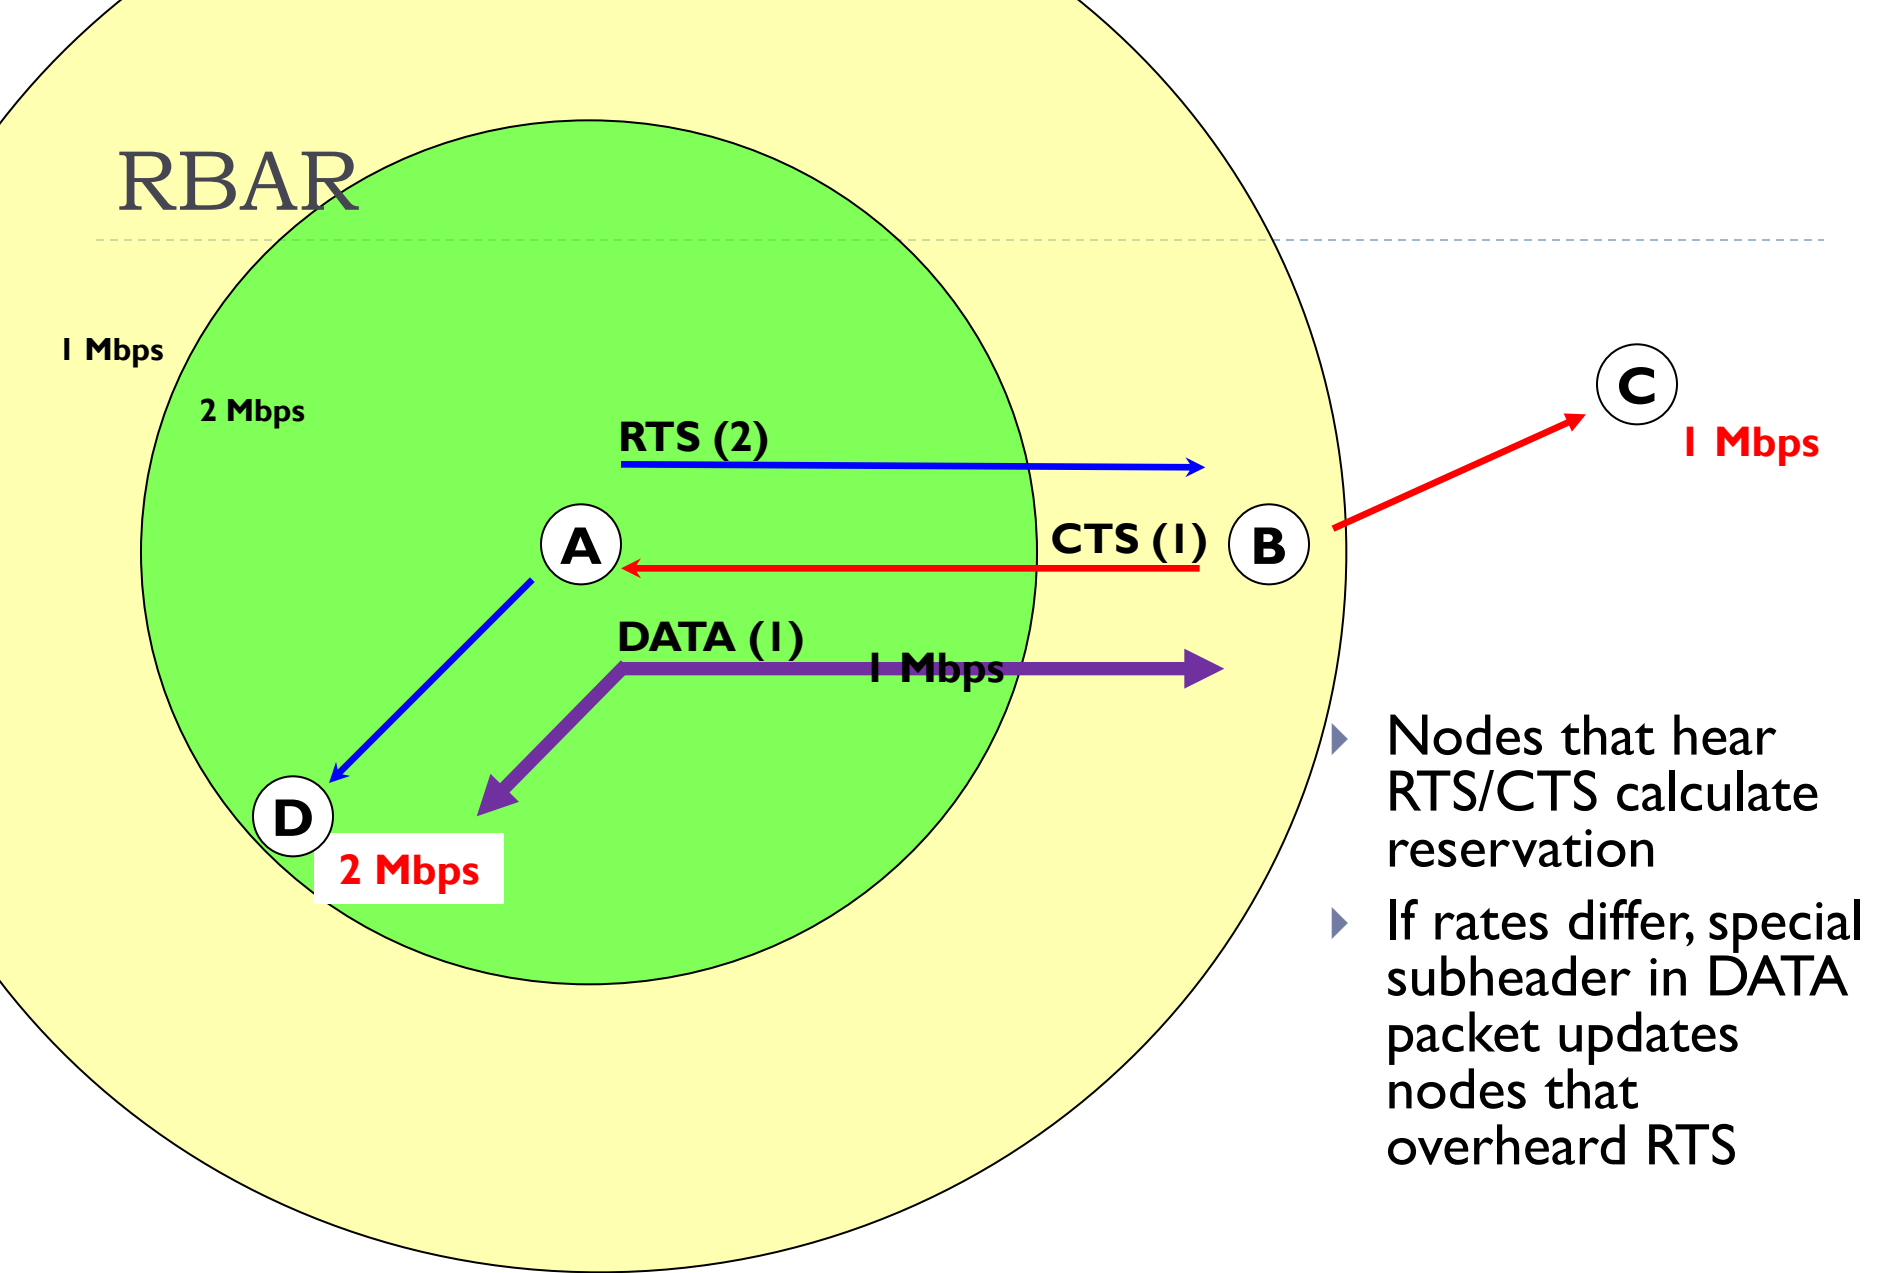 RBAR
1 Mbps
2 Mbps
RTS (2)
C
1 Mbps
A
CTS (1)
B
DATA (1)
1 Mbps
D
2 Mbps
Nodes that hear
RTS/CTS calculate
reservation
If rates differ, special
subheader in DATA
packet updates
nodes that
overheard RTS